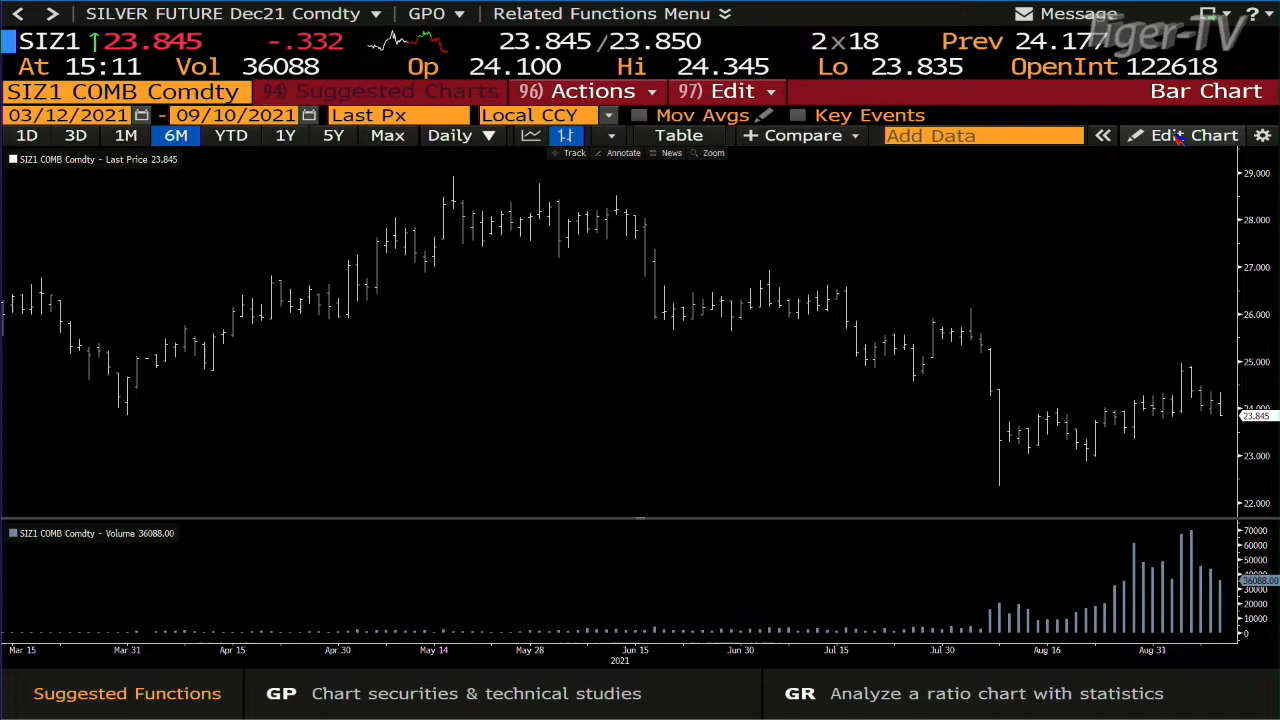 SILVER FUTURE Dec21 Comdty GPO Related Functions Menu Message ?
Tiger-TV
SIZ1 ↑23.845 -.332 23.845/23.850 2x18 Prev 24.177
At 15:11 Vol 36088 Op 24.100 Hi 24.345 Lo 23.835 OpenInt 122618
SIZ1 COMB Comdty 94) Suggested Charts 96) Actions 97) Edit Bar Chart
03/12/2021 - 09/10/2021 Last Px Local CCY Mov Avgs Key Events
1D 3D 1M 6M YTD 1Y 5Y Max Daily ▼ Table + Compare Add Data « Edit Chart
Track Annotate News Zoom
SIZ1 COMB Comdty - Last Price 23.845
29.000
28.000
27.000
26.000
25.000
24.000
23.845
23.000
22.000
SIZ1 COMB Comdty - Volume 36088.00
70000
60000
50000
40000
36088.00
30000
20000
10000
0
Mar 15 Mar 31 Apr 15 Apr 30 May 14 May 28 Jun 15 Jun 30 Jul 15 Jul 30 Aug 16 Aug 31
2021
Suggested Functions GP Chart securities & technical studies GR Analyze a ratio chart with statistics